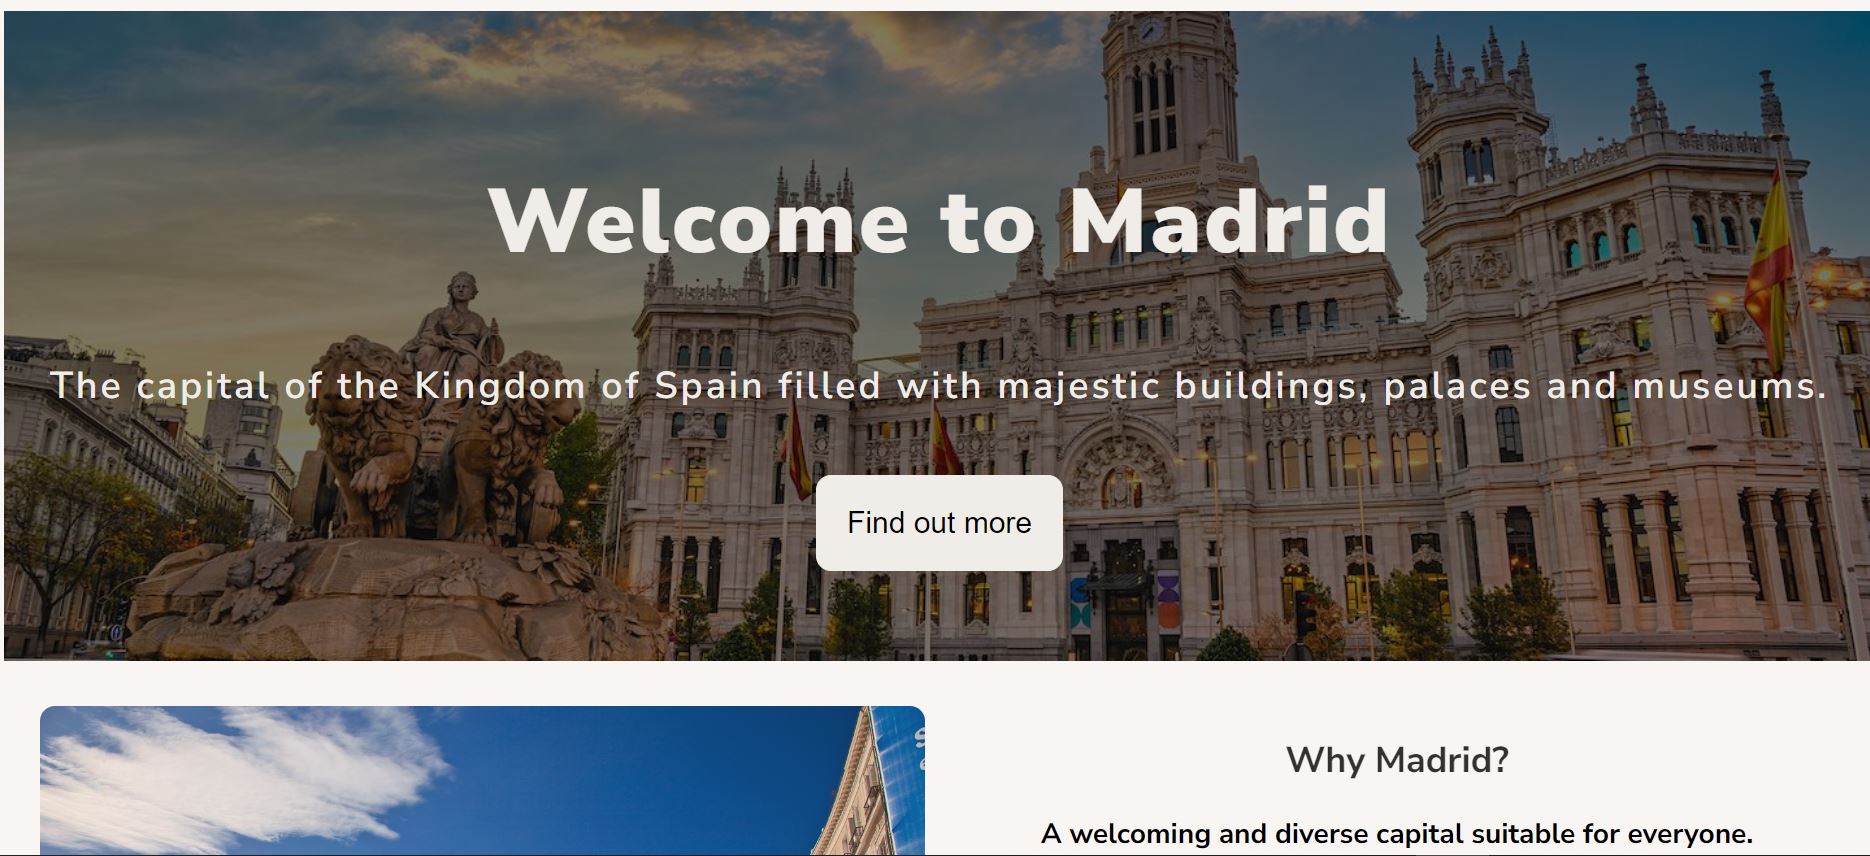 Welcome to Madrid
The capital of the Kingdom of Spain filled with majestic buildings, palaces and museums.
Find out more
Why Madrid?
A welcoming and diverse capital suitable for everyone.